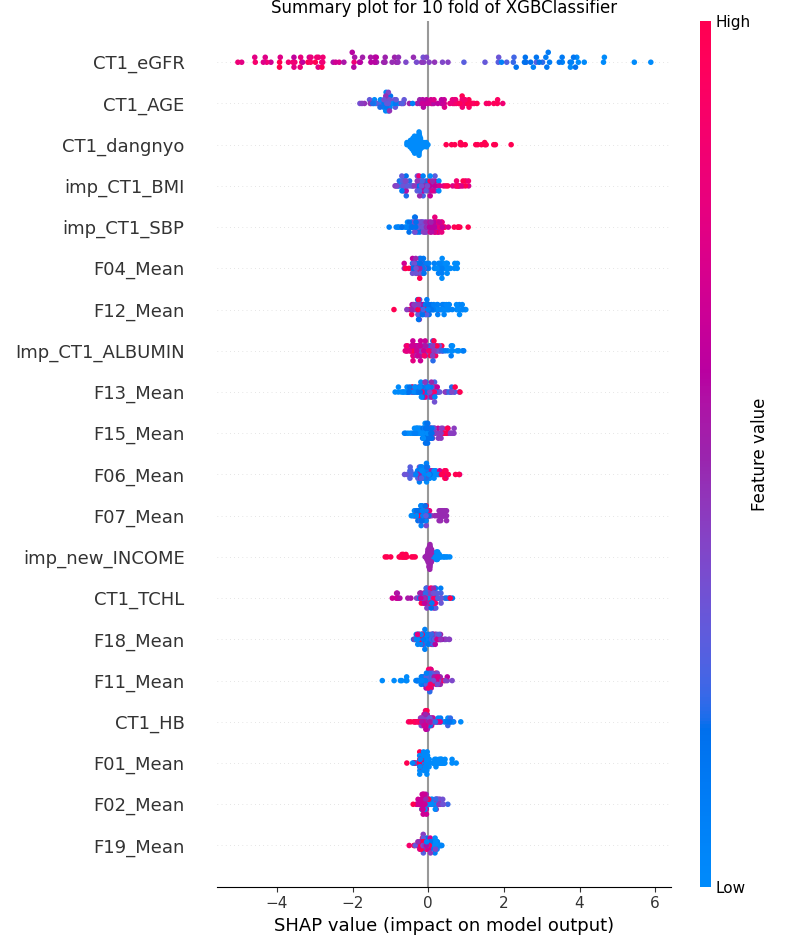 Summary plot for 10 fold of XGBClassifier
High
CT1_eGFR
CT1_AGE
CT1_dangnyo
imp_CT1_BMI
imp_CT1_SBP
F04_Mean
F12_Mean
Imp_CT1_ALBUMIN
F13_Mean
F15_Mean
F06_Mean
F07_Mean
imp_new_INCOME
CT1_TCHL
F18_Mean
F11_Mean
CT1_HB
F01_Mean
F02_Mean
F19_Mean
Feature value
Low
−4 −2 0 2 4 6
SHAP value (impact on model output)